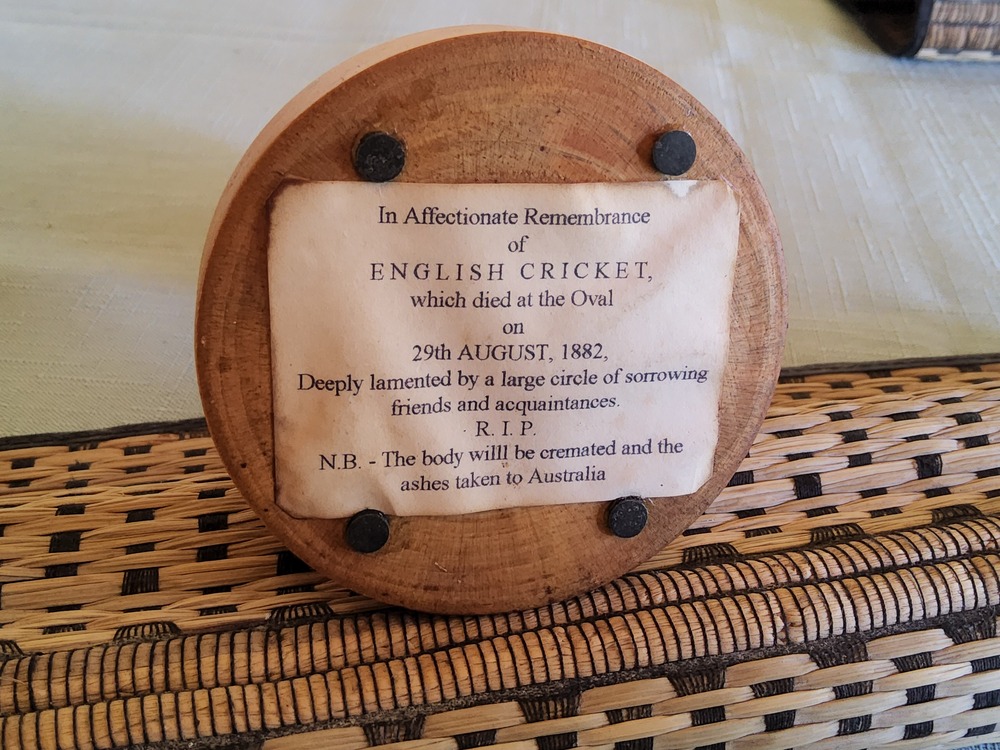 In Affectionate Remembrance
of
ENGLISH CRICKET,
which died at the Oval
on
29th AUGUST, 1882,
Deeply lamented by a large circle of sorrowing
friends and acquaintances.
R. I. P.
N.B. - The body willl be cremated and the
ashes taken to Australia